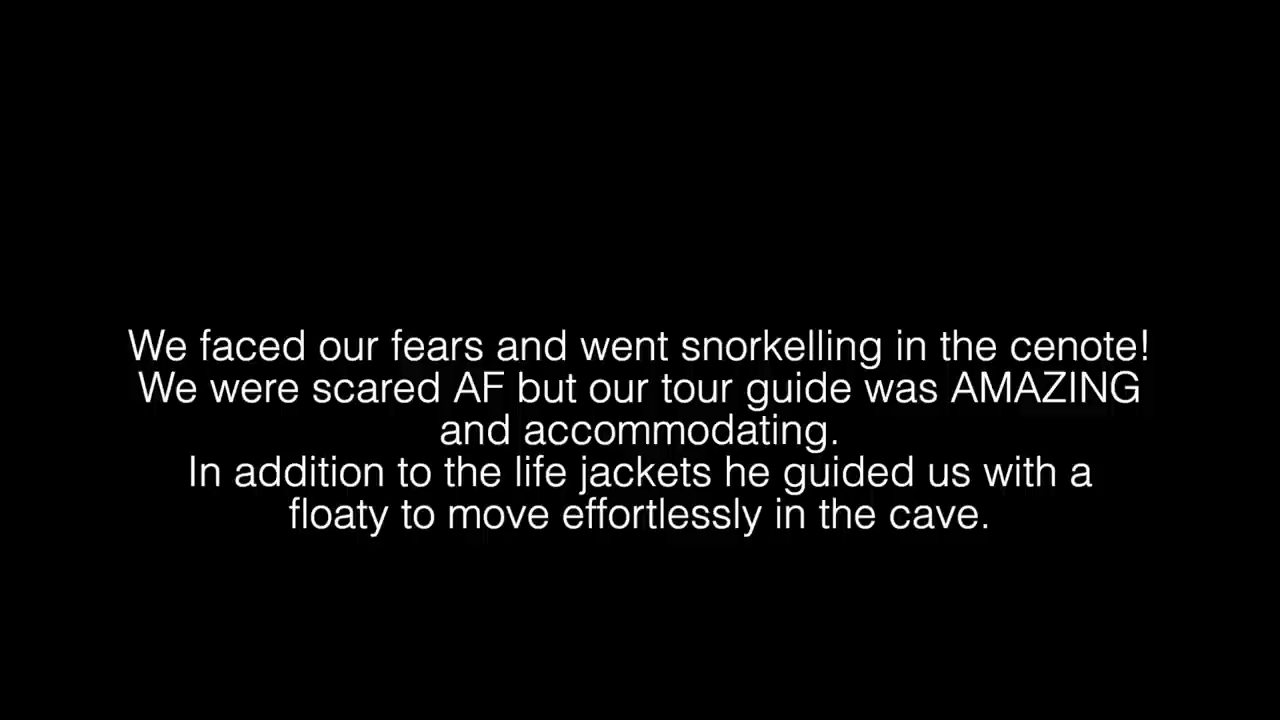 We faced our fears and went snorkelling in the cenote!
We were scared AF but our tour guide was AMAZING
and accommodating.
In addition to the life jackets he guided us with a
floaty to move effortlessly in the cave.